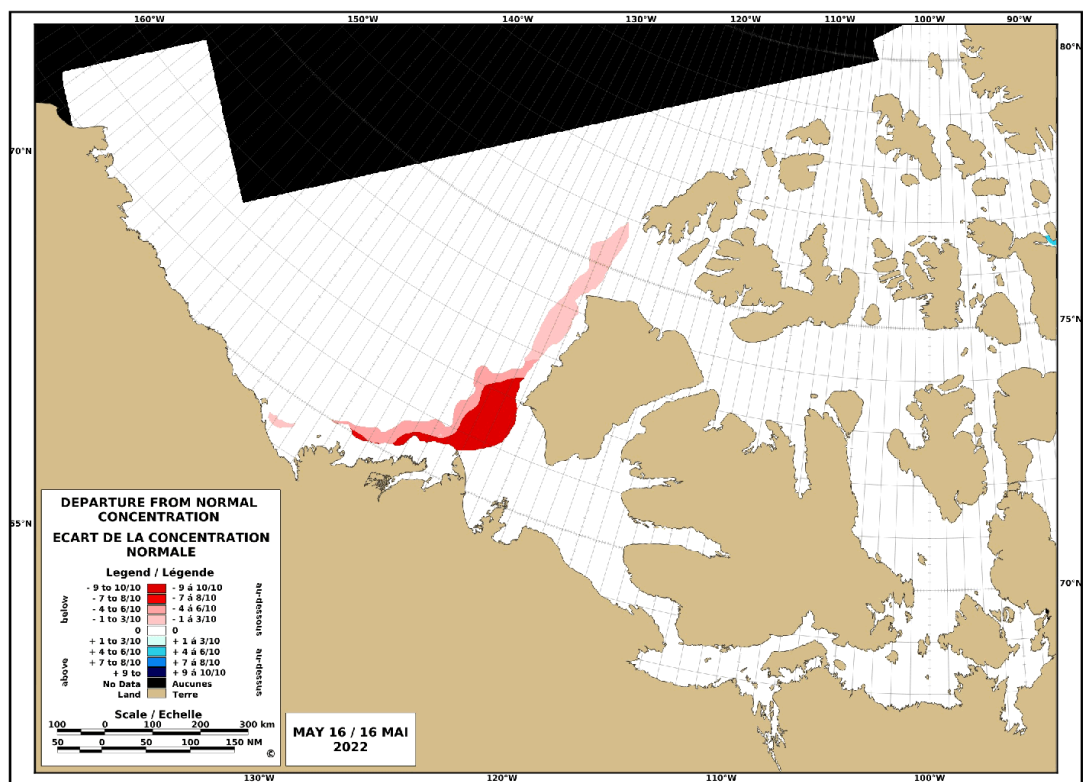 160°W 150°W 140°W 130°W 120°W 110°W 100°W 90°W
80°N
70°N
75°N
65°N
70°N
DEPARTURE FROM NORMAL
CONCENTRATION
ECART DE LA CONCENTRATION
NORMALE
Legend / Légende
below
above
- 9 to 10/10 - 9 á 10/10
- 7 to 8/10 - 7 á 8/10
- 4 to 6/10 - 4 á 6/10
- 1 to 3/10 - 1 á 3/10
0 0
+ 1 to 3/10 + 1 á 3/10
+ 4 to 6/10 + 4 á 6/10
+ 7 to 8/10 + 7 á 8/10
+ 9 to + 9 á 10/10
No Data Aucunes
Land Terre
au-dessous
au-dessus
Scale / Echelle
100 0 100 200 300 km
50 0 50 100 150 NM
©
MAY 16 / 16 MAI
2022
130°W 120°W 110°W 100°W